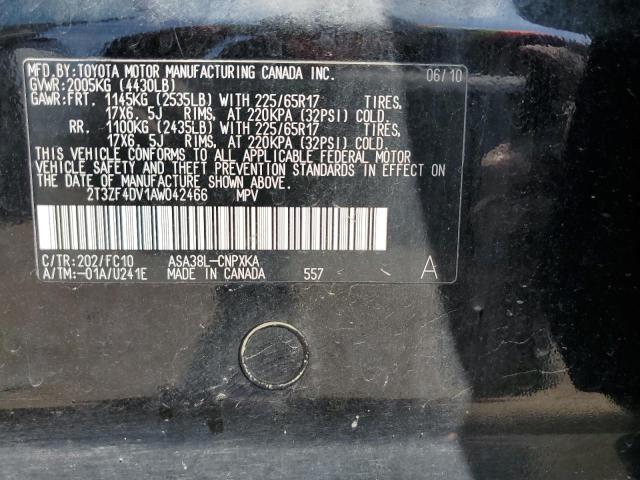 MFD.BY:TOYOTA MOTOR MANUFACTURING CANADA INC. 06/10
GVWR:2005KG (4430LB)
GAWR:FRT. 1145KG (2535LB) WITH 225/65R17 TIRES,
17X6. 5J RIMS, AT 220KPA (32PSI) COLD.
RR. 1100KG (2435LB) WITH 225/65R17 TIRES,
17X6. 5J RIMS, AT 220KPA (32PSI) COLD.
THIS VEHICLE CONFORMS TO ALL APPLICABLE FEDERAL MOTOR
VEHICLE SAFETY AND THEFT PREVENTION STANDARDS IN EFFECT ON
THE DATE OF MANUFACTURE SHOWN ABOVE.
2T3ZF4DV1AW042466 MPV
C/TR:202/FC10 ASA38L-CNPXKA
A/TM:-01A/U241E MADE IN CANADA 557 A